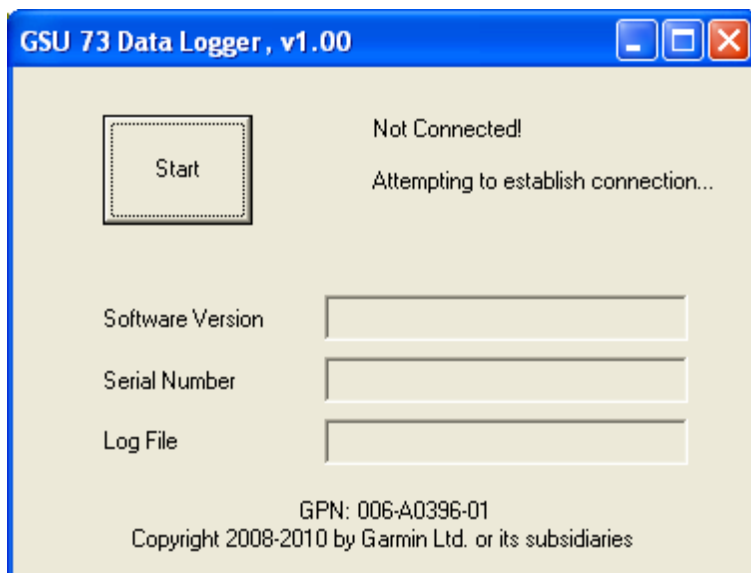 GSU 73 Data Logger, v1.00
Start
Not Connected!
Attempting to establish connection...
Software Version
Serial Number
Log File
GPN: 006-A0396-01
Copyright 2008-2010 by Garmin Ltd. or its subsidiaries